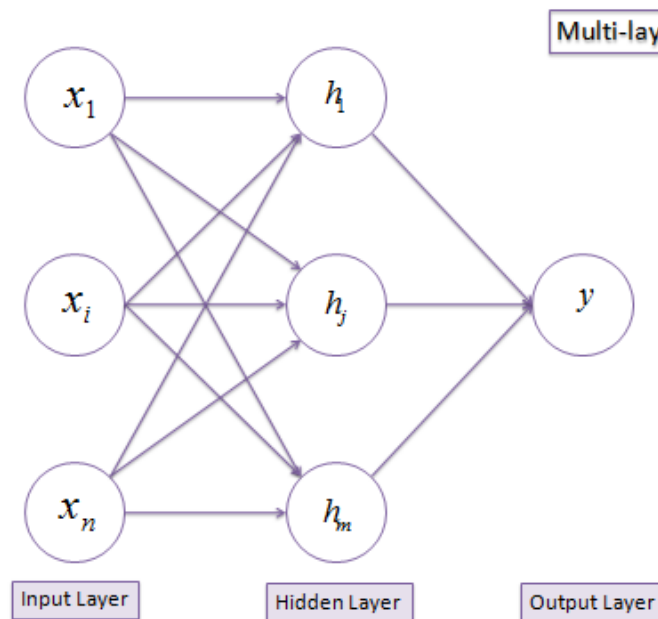 Multi-lay
x₁
h₁
xᵢ
hⱼ
y
xₙ
hₘ
Input Layer
Hidden Layer
Output Layer